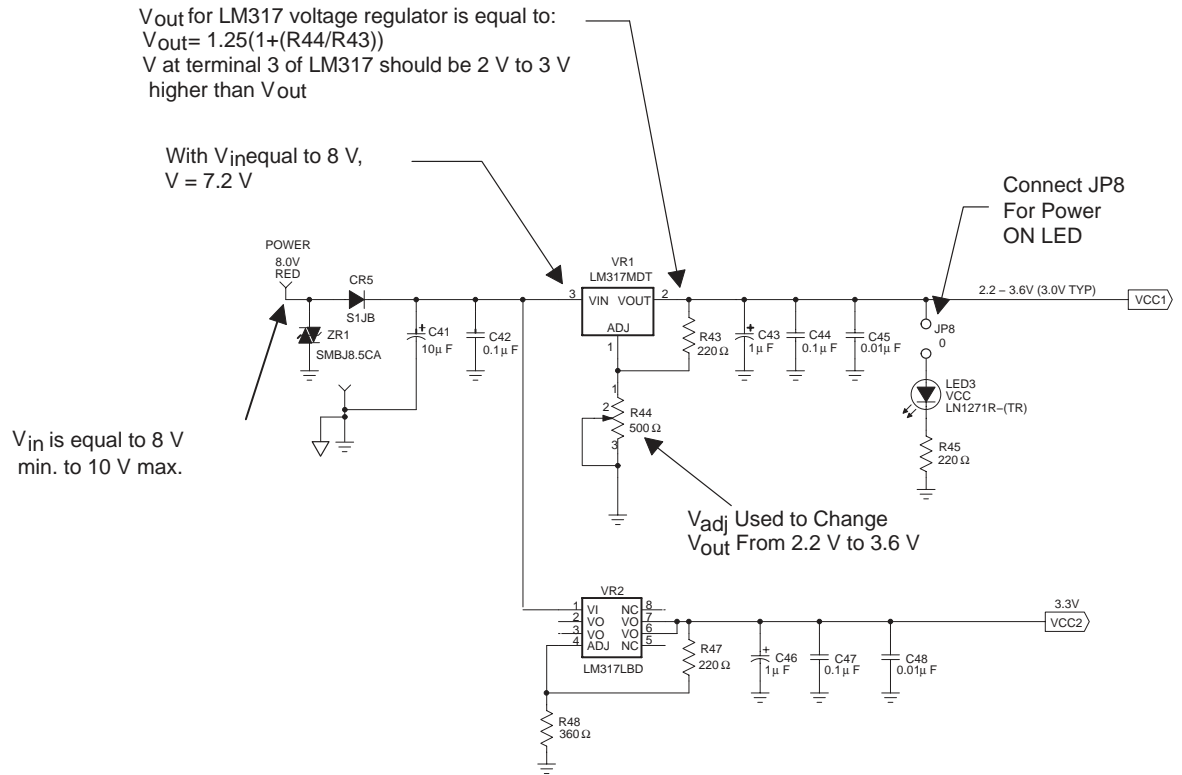 Vout for LM317 voltage regulator is equal to:
Vout= 1.25(1+(R44/R43))
V at terminal 3 of LM317 should be 2 V to 3 V
higher than Vout
With Vin equal to 8 V,
V = 7.2 V
Connect JP8
For Power
ON LED
POWER
8.0V
RED
CR5
S1JB
ZR1
SMBJ8.5CA
C41
10μ F
C42
0.1μ F
VR1
LM317MDT
3 VIN VOUT 2
ADJ
1
R43
220 Ω
C43
1μ F
C44
0.1μ F
C45
0.01μ F
2.2 – 3.6V (3.0V TYP)
VCC1
JP8
0
LED3
VCC
LN1271R–(TR)
R45
220 Ω
1
2
3
R44
500 Ω
Vin is equal to 8 V
min. to 10 V max.
Vadj Used to Change
Vout From 2.2 V to 3.6 V
VR2
1 VI NC 8
2 VO VO 7
3 VO VO 6
4 ADJ NC 5
LM317LBD
R47
220 Ω
C46
1μ F
C47
0.1μ F
C48
0.01μ F
3.3V
VCC2
R48
360 Ω